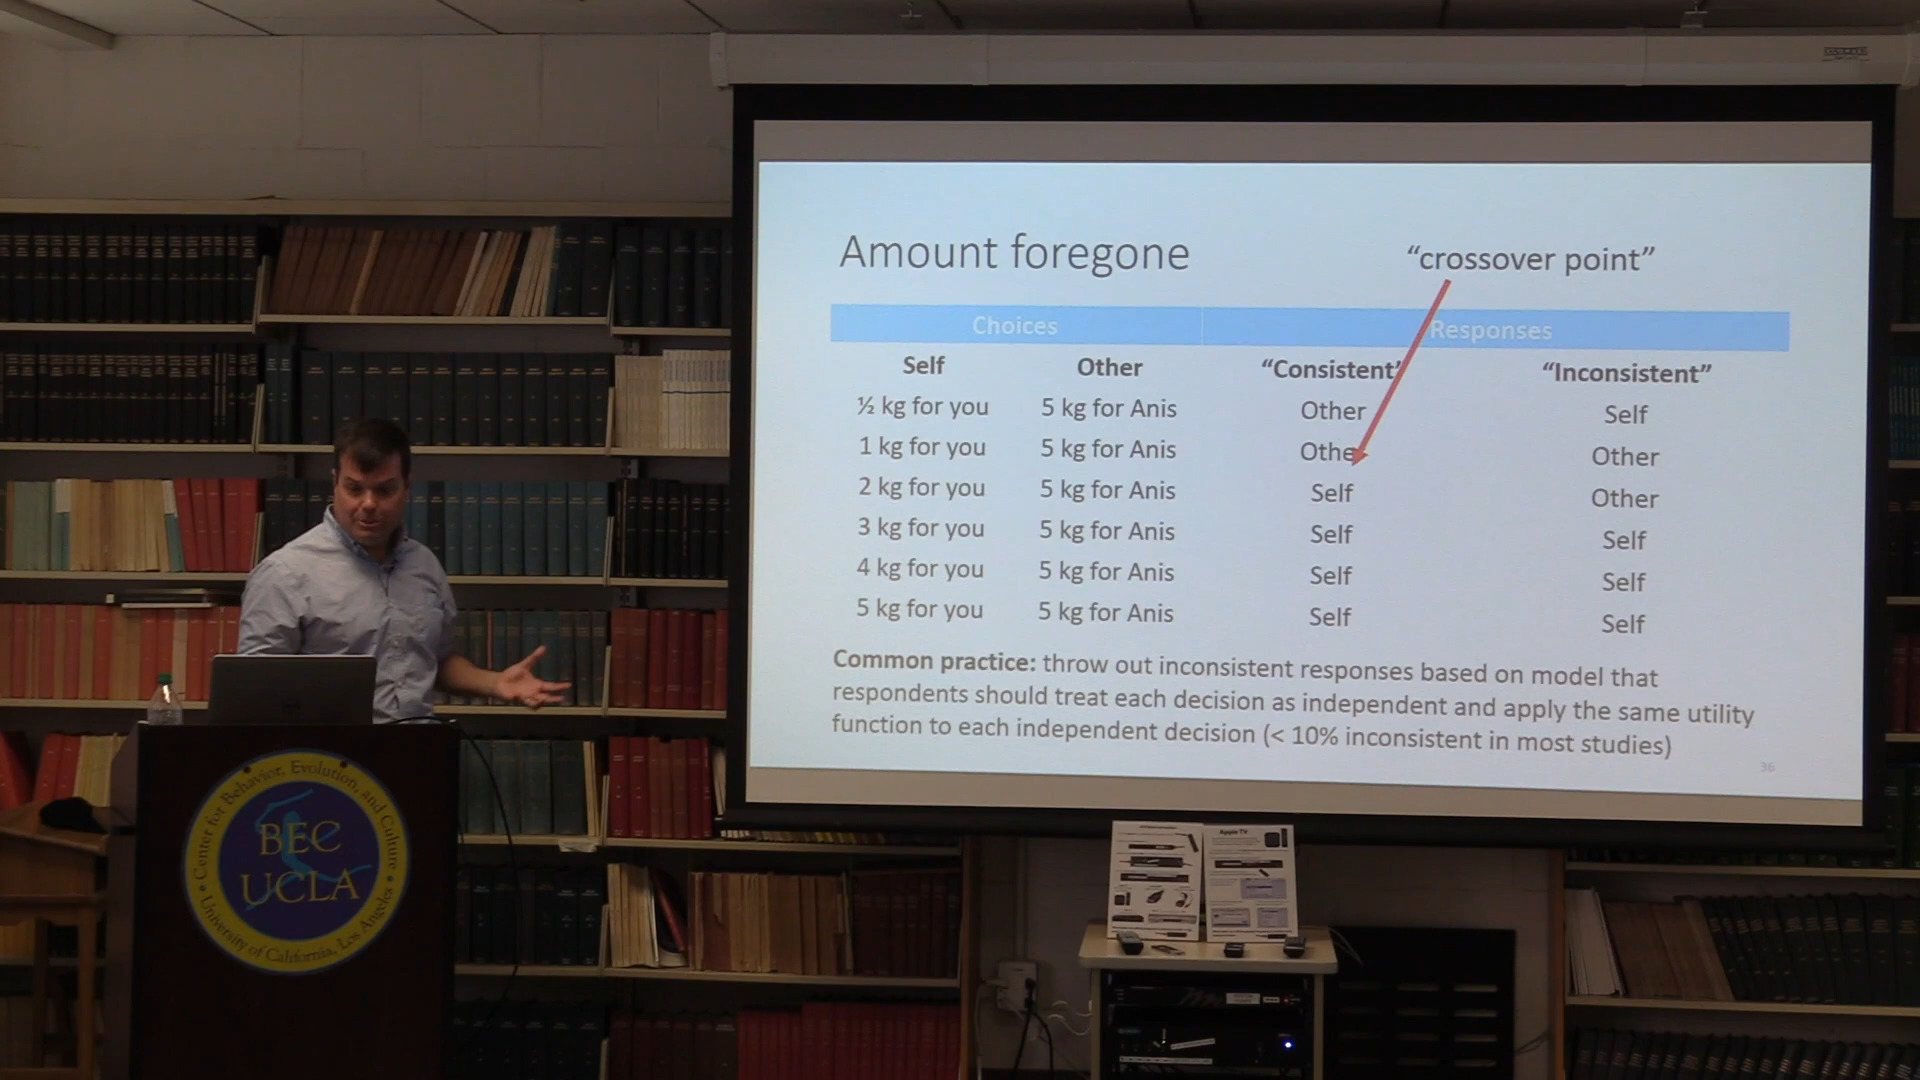 Amount foregone
“crossover point”
Choices Responses
Self Other “Consistent” “Inconsistent”
½ kg for you 5 kg for Anis Other Self
1 kg for you 5 kg for Anis Other Other
2 kg for you 5 kg for Anis Self Other
3 kg for you 5 kg for Anis Self Self
4 kg for you 5 kg for Anis Self Self
5 kg for you 5 kg for Anis Self Self
Common practice: throw out inconsistent responses based on model that
respondents should treat each decision as independent and apply the same utility
function to each independent decision (< 10% inconsistent in most studies)
36
Center for Behavior, Evolution, and Culture
BEC
UCLA
University of California, Los Angeles
Apple TV